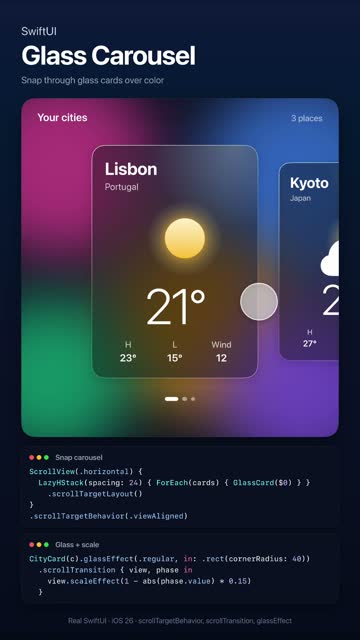 SwiftUI
Glass Carousel
Snap through glass cards over color
Your cities
3 places
Lisbon
Portugal
21°
H L Wind
23° 15° 12
Kyoto
Japan
2
H
27°
Snap carousel
ScrollView(.horizontal) {
  LazyHStack(spacing: 24) { ForEach(cards) { GlassCard($0) } }
    .scrollTargetLayout()
}
.scrollTargetBehavior(.viewAligned)
Glass + scale
CityCard(c).glassEffect(.regular, in: .rect(cornerRadius: 40))
  .scrollTransition { view, phase in
    view.scaleEffect(1 - abs(phase.value) * 0.15)
  }
Real SwiftUI · iOS 26 · scrollTargetBehavior, scrollTransition, glassEffect